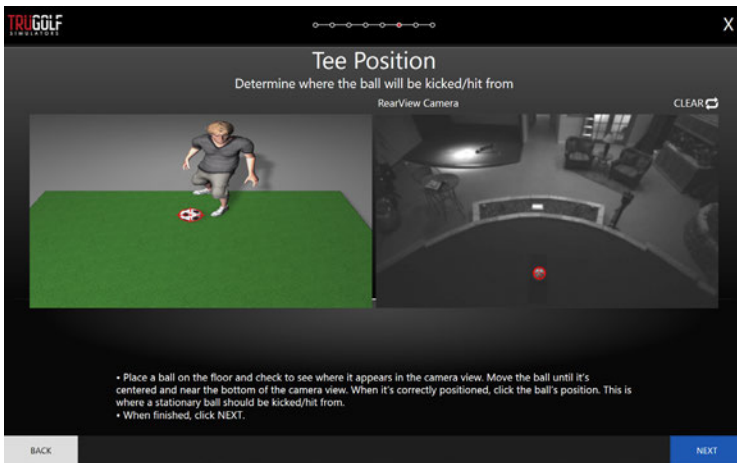 TRUGOLF
SIMULATORS
X
Tee Position
Determine where the ball will be kicked/hit from
RearView Camera
CLEAR
• Place a ball on the floor and check to see where it appears in the camera view. Move the ball until it's
centered and near the bottom of the camera view. When it's correctly positioned, click the ball's position. This is
where a stationary ball should be kicked/hit from.
• When finished, click NEXT.
BACK
NEXT